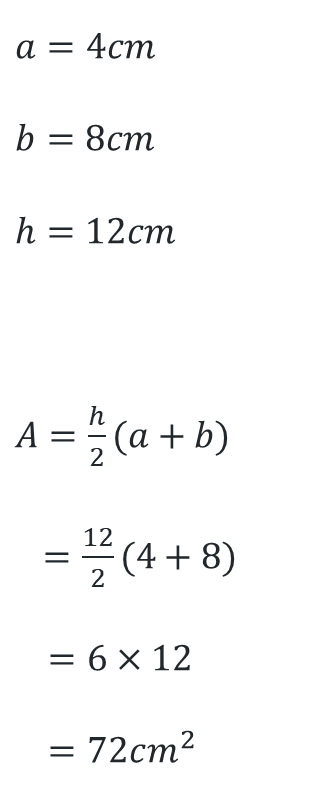 a = 4cm
b = 8cm
h = 12cm
A = h/2 (a + b)
= 12/2 (4 + 8)
= 6 × 12
= 72cm²